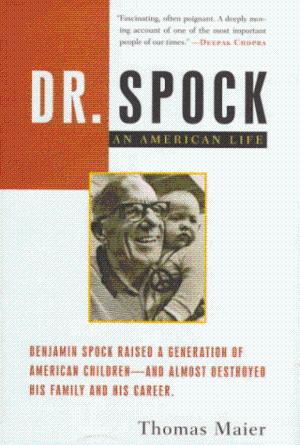 "Fascinating, often poignant. A deeply mov-
ing account of one of the most important
people of our times." —DEEPAK CHOPRA
DR. SPOCK
AN AMERICAN LIFE
BENJAMIN SPOCK RAISED A GENERATION OF
AMERICAN CHILDREN—AND ALMOST DESTROYED
HIS FAMILY AND HIS CAREER.
Thomas Maier